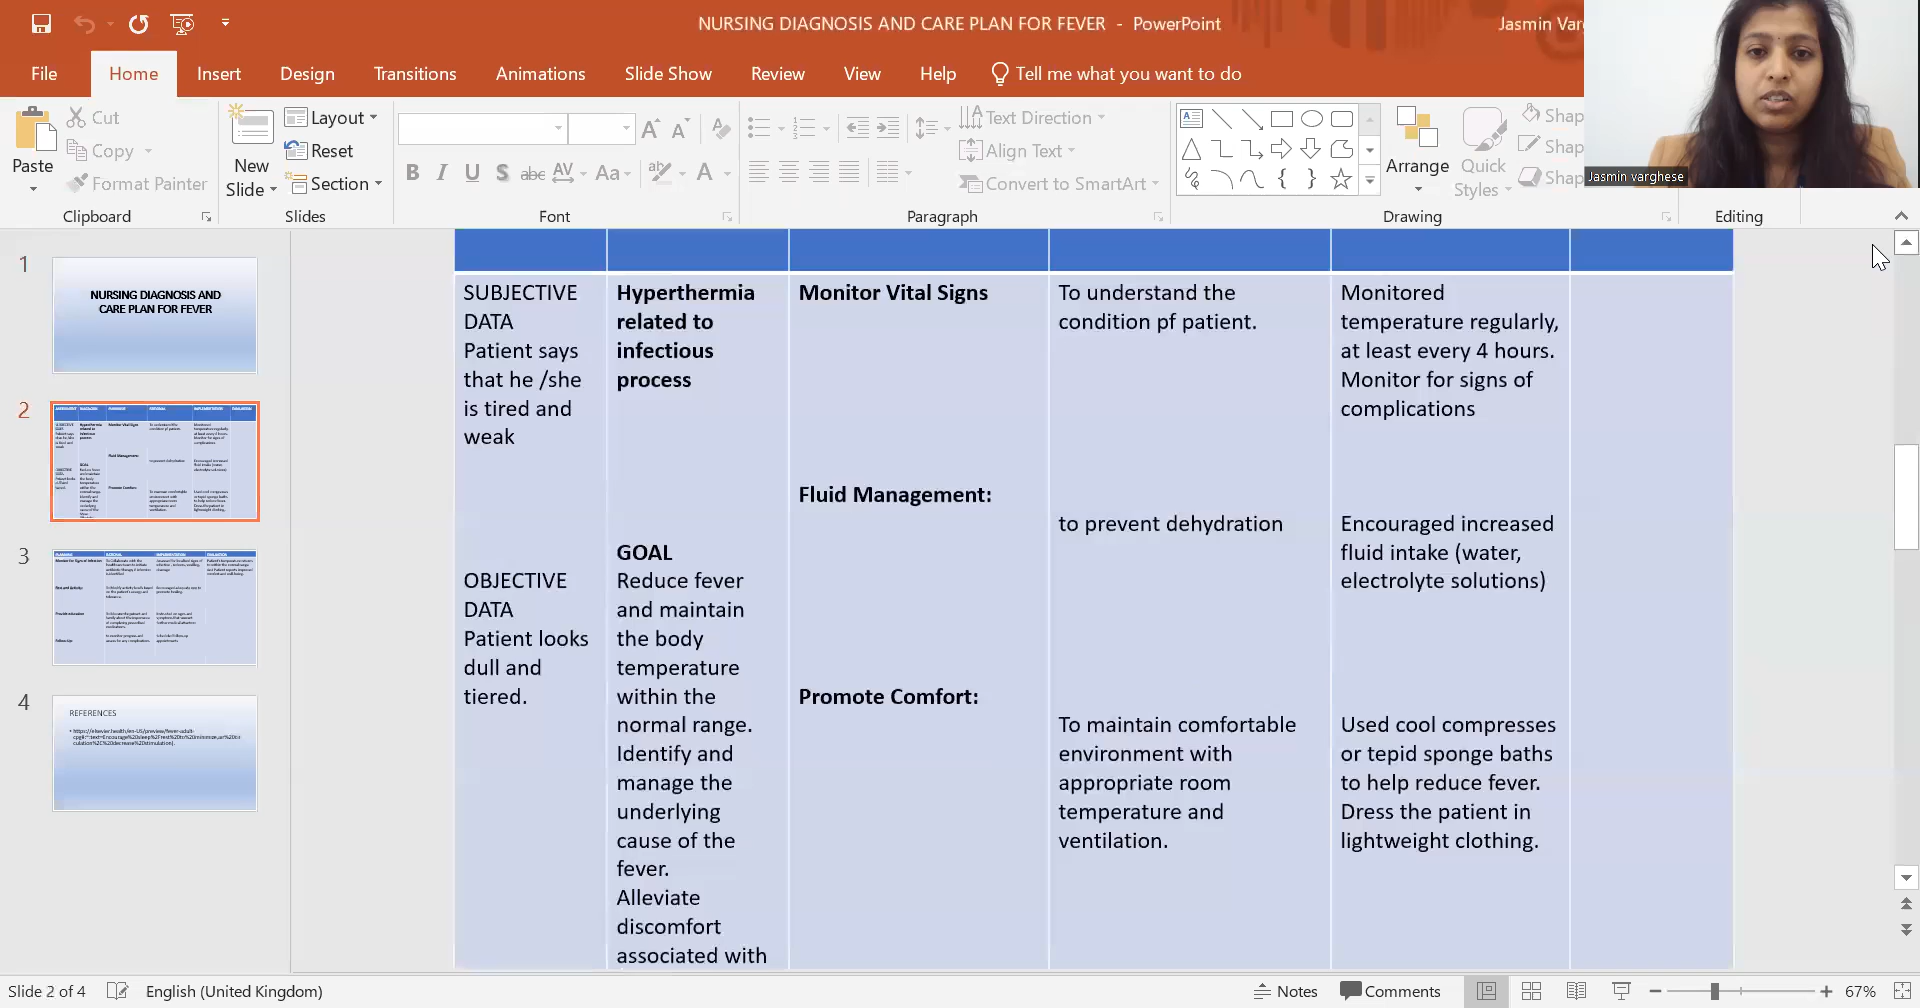 NURSING DIAGNOSIS AND CARE PLAN FOR FEVER - PowerPoint
Jasmin
File
Home
Insert
Design
Transitions
Animations
Slide Show
Review
View
Help
Tell me what you want to do
Paste
Cut
Copy
Format Painter
Clipboard
New
Slide
Layout
Reset
Section
Slides
Font
Text Direction
Align Text
Convert to SmartArt
Paragraph
Arrange
Quick
Styles
Drawing
Editing
Jasmin varghese
1
NURSING DIAGNOSIS AND
CARE PLAN FOR FEVER
2
3
4
REFERENCES
SUBJECTIVE
DATA
Patient says
that he /she
is tired and
weak
OBJECTIVE
DATA
Patient looks
dull and
tiered.
Hyperthermia
related to
infectious
process
GOAL
Reduce fever
and maintain
the body
temperature
within the
normal range.
Identify and
manage the
underlying
cause of the
fever.
Alleviate
discomfort
associated with
Monitor Vital Signs
Fluid Management:
Promote Comfort:
To understand the
condition pf patient.
to prevent dehydration
To maintain comfortable
environment with
appropriate room
temperature and
ventilation.
Monitored
temperature regularly,
at least every 4 hours.
Monitor for signs of
complications
Encouraged increased
fluid intake (water,
electrolyte solutions)
Used cool compresses
or tepid sponge baths
to help reduce fever.
Dress the patient in
lightweight clothing.
Slide 2 of 4
English (United Kingdom)
Notes
Comments
67%